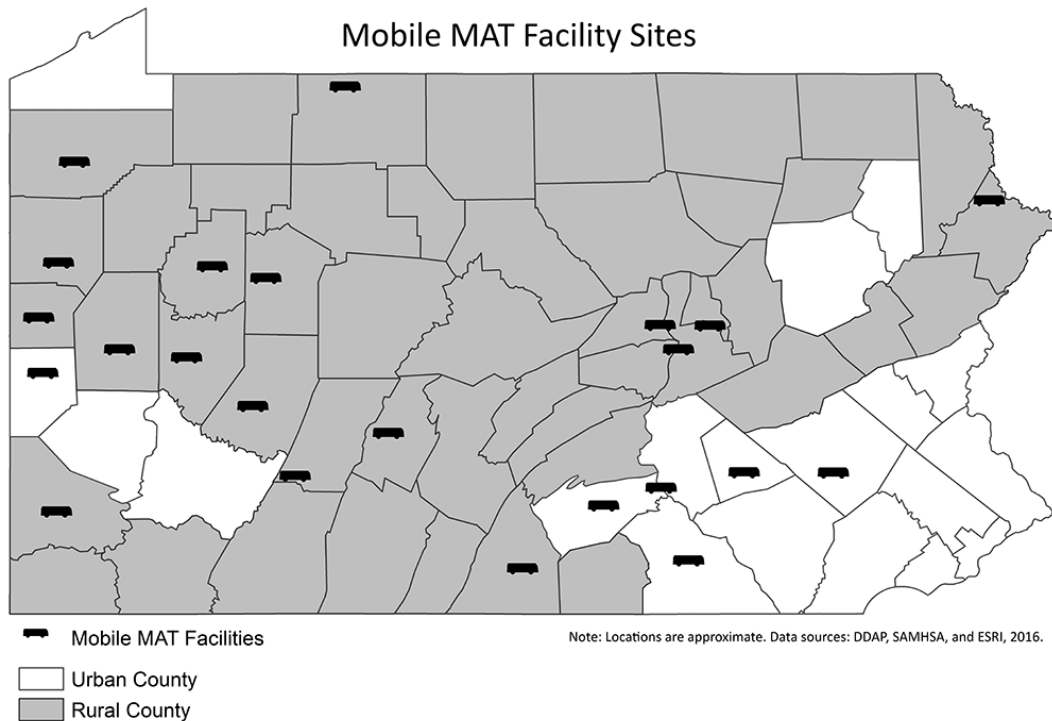 Mobile MAT Facility Sites
Mobile MAT Facilities
Note: Locations are approximate. Data sources: DDAP, SAMHSA, and ESRI, 2016.
Urban County
Rural County